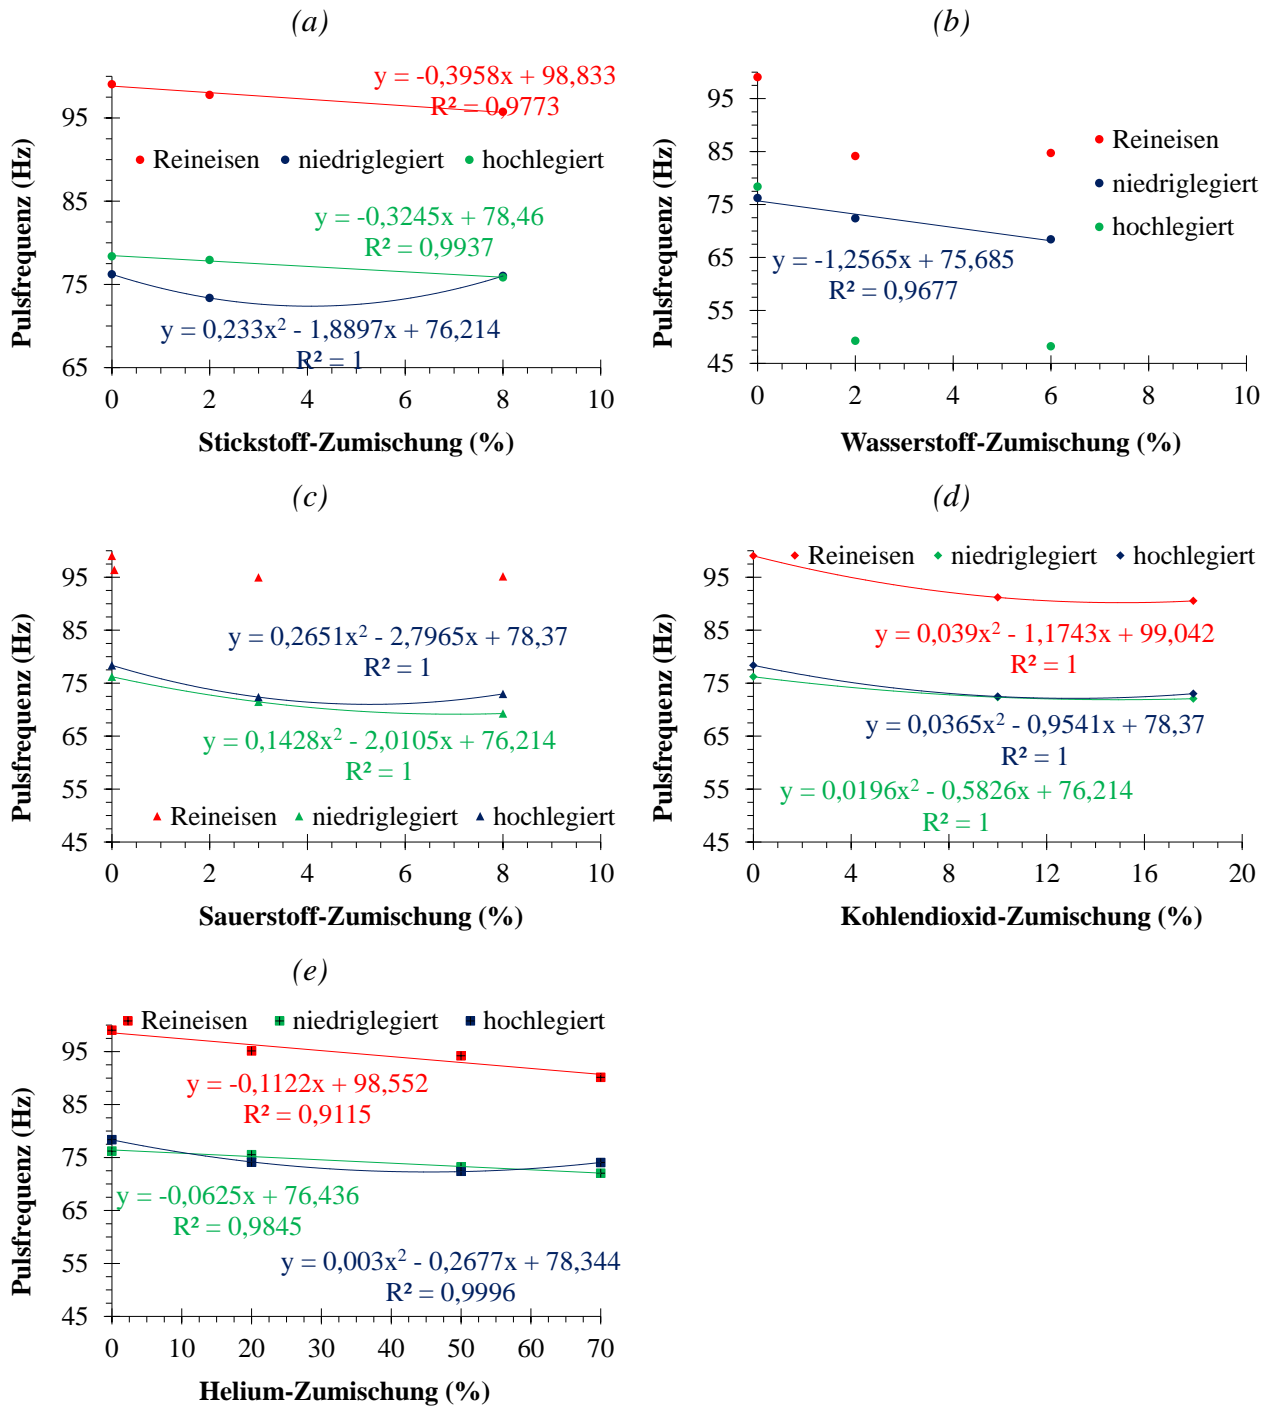 (a)
y = -0,3958x + 98,833
R² = 0,9773
Reineisen niedriglegiert hochlegiert
y = -0,3245x + 78,46
R² = 0,9937
y = 0,233x² - 1,8897x + 76,214
R² = 1
95
85
75
65
0 2 4 6 8 10
Pulsfrequenz (Hz)
Stickstoff-Zumischung (%)
(b)
Reineisen
niedriglegiert
hochlegiert
y = -1,2565x + 75,685
R² = 0,9677
95
85
75
65
55
45
0 2 4 6 8 10
Pulsfrequenz (Hz)
Wasserstoff-Zumischung (%)
(c)
y = 0,2651x² - 2,7965x + 78,37
R² = 1
y = 0,1428x² - 2,0105x + 76,214
R² = 1
Reineisen niedriglegiert hochlegiert
95
85
75
65
55
45
0 2 4 6 8 10
Pulsfrequenz (Hz)
Sauerstoff-Zumischung (%)
(d)
Reineisen niedriglegiert hochlegiert
y = 0,039x² - 1,1743x + 99,042
R² = 1
y = 0,0365x² - 0,9541x + 78,37
R² = 1
y = 0,0196x² - 0,5826x + 76,214
R² = 1
95
85
75
65
55
45
0 4 8 12 16 20
Pulsfrequenz (Hz)
Kohlendioxid-Zumischung (%)
(e)
Reineisen niedriglegiert hochlegiert
y = -0,1122x + 98,552
R² = 0,9115
y = -0,0625x + 76,436
R² = 0,9845
y = 0,003x² - 0,2677x + 78,344
R² = 0,9996
95
85
75
65
55
45
0 10 20 30 40 50 60 70
Pulsfrequenz (Hz)
Helium-Zumischung (%)